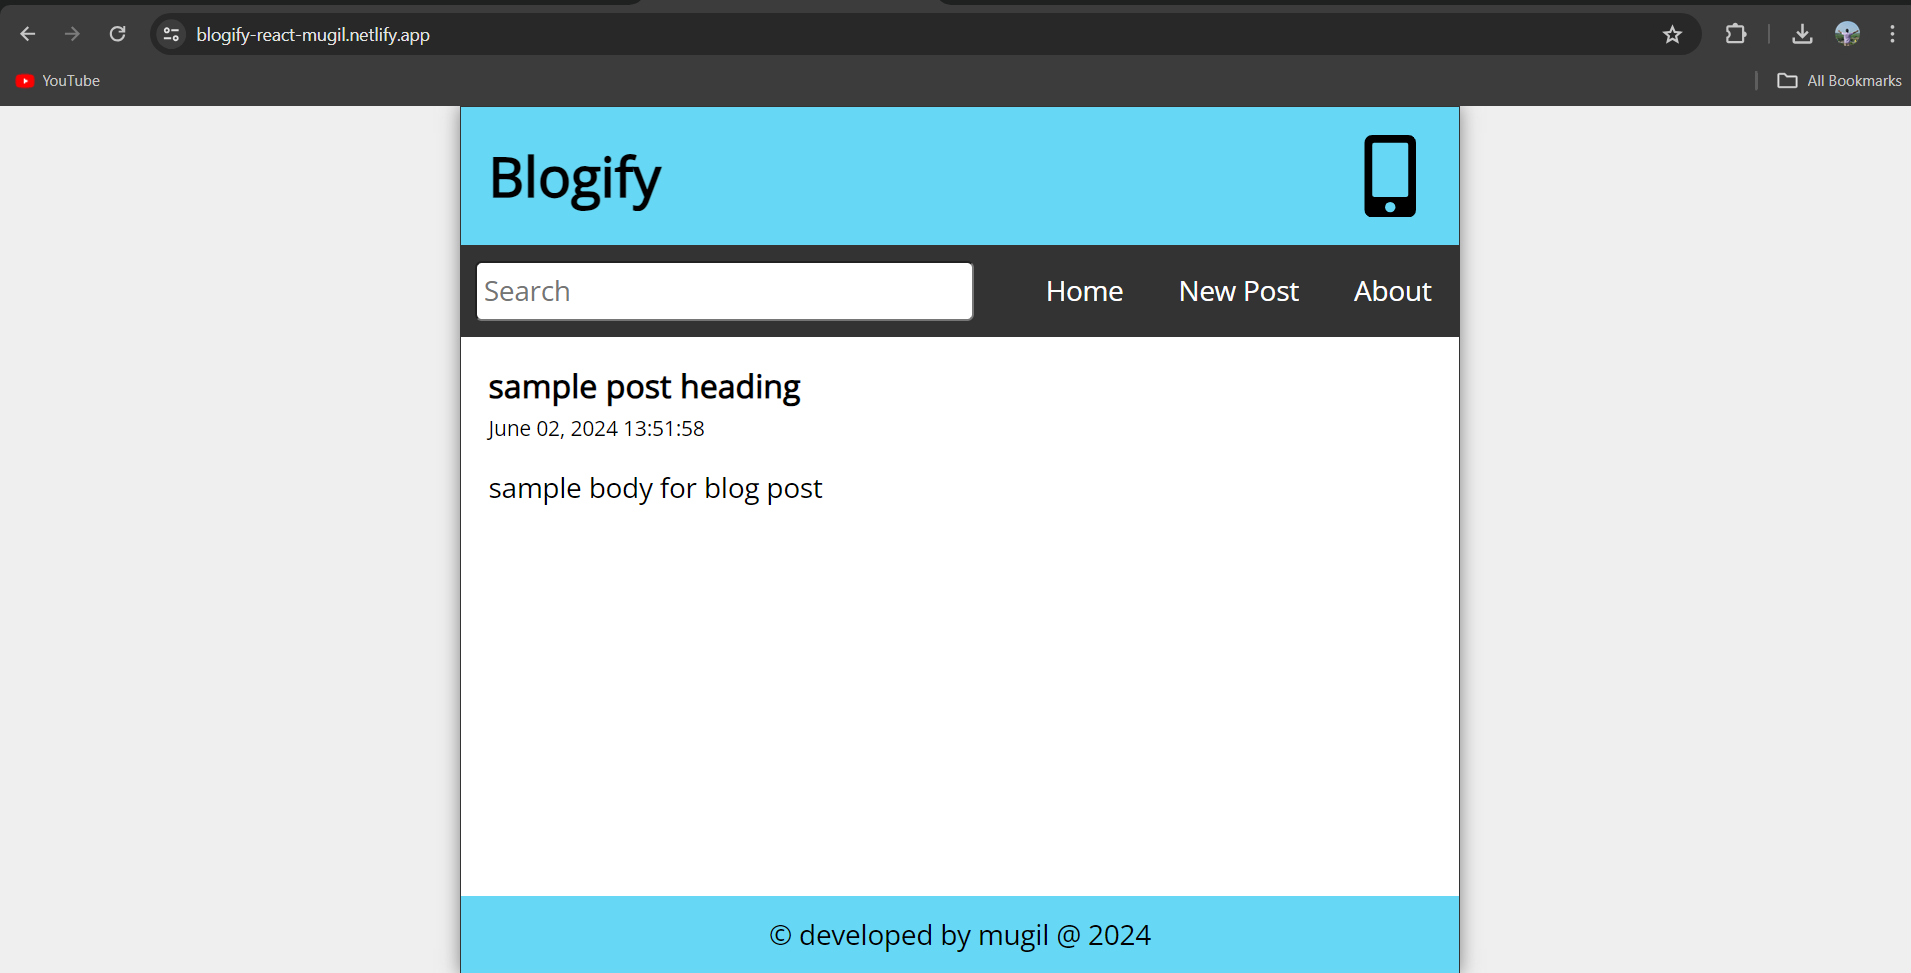 blogify-react-mugil.netlify.app
YouTube
All Bookmarks
Blogify
Search
Home New Post About
sample post heading
June 02, 2024 13:51:58
sample body for blog post
© developed by mugil @ 2024